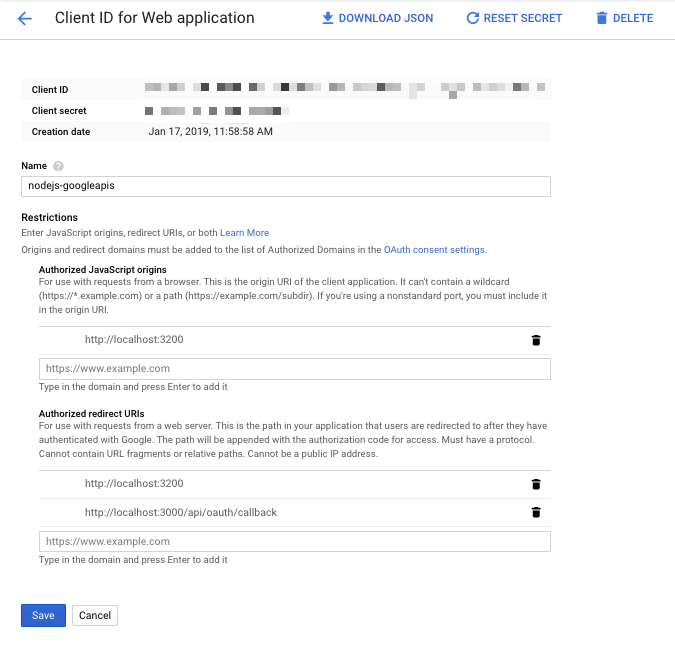 Client ID for Web application
DOWNLOAD JSON
RESET SECRET
DELETE
Client ID
Client secret
Creation date
Jan 17, 2019, 11:58:58 AM
Name ?
nodejs-googleapis
Restrictions
Enter JavaScript origins, redirect URIs, or both Learn More
Origins and redirect domains must be added to the list of Authorized Domains in the OAuth consent settings.
Authorized JavaScript origins
For use with requests from a browser. This is the origin URI of the client application. It can't contain a wildcard
(https://*.example.com) or a path (https://example.com/subdir). If you're using a nonstandard port, you must include it
in the origin URI.
http://localhost:3200
https://www.example.com
Type in the domain and press Enter to add it
Authorized redirect URIs
For use with requests from a web server. This is the path in your application that users are redirected to after they have
authenticated with Google. The path will be appended with the authorization code for access. Must have a protocol.
Cannot contain URL fragments or relative paths. Cannot be a public IP address.
http://localhost:3200
http://localhost:3000/api/oauth/callback
https://www.example.com
Type in the domain and press Enter to add it
Save
Cancel